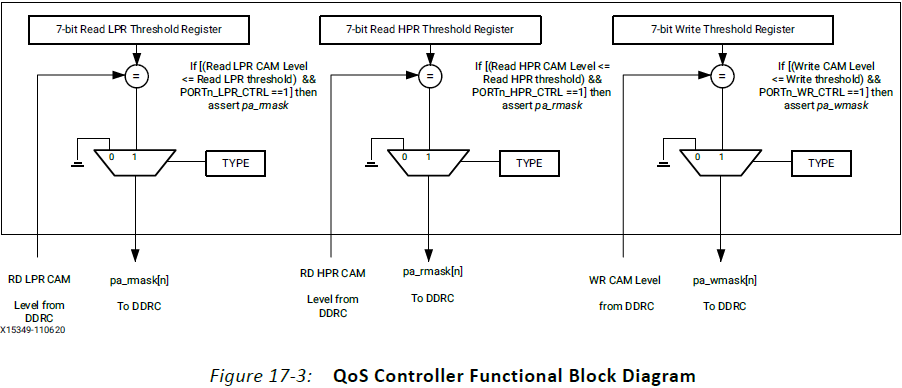 7-bit Read LPR Threshold Register
=
If [(Read LPR CAM Level
<= Read LPR threshold) &&
PORTn_LPR_CTRL ==1] then
assert pa_rmask
0 1
TYPE
RD LPR CAM
Level from
DDRC
pa_rmask[n]
To DDRC
7-bit Read HPR Threshold Register
=
If [(Read HPR CAM Level <=
Read HPR threshold) &&
PORTn_HPR_CTRL ==1] then
assert pa_rmask
0 1
TYPE
RD HPR CAM
Level from
DDRC
pa_rmask[n]
To DDRC
7-bit Write Threshold Register
=
If [(Write CAM Level
<= Write threshold) &&
PORTn_WR_CTRL ==1] then
assert pa_wmask
0 1
TYPE
WR CAM Level
from DDRC
pa_wmask[n]
To DDRC
X15349-110620
Figure 17-3: QoS Controller Functional Block Diagram